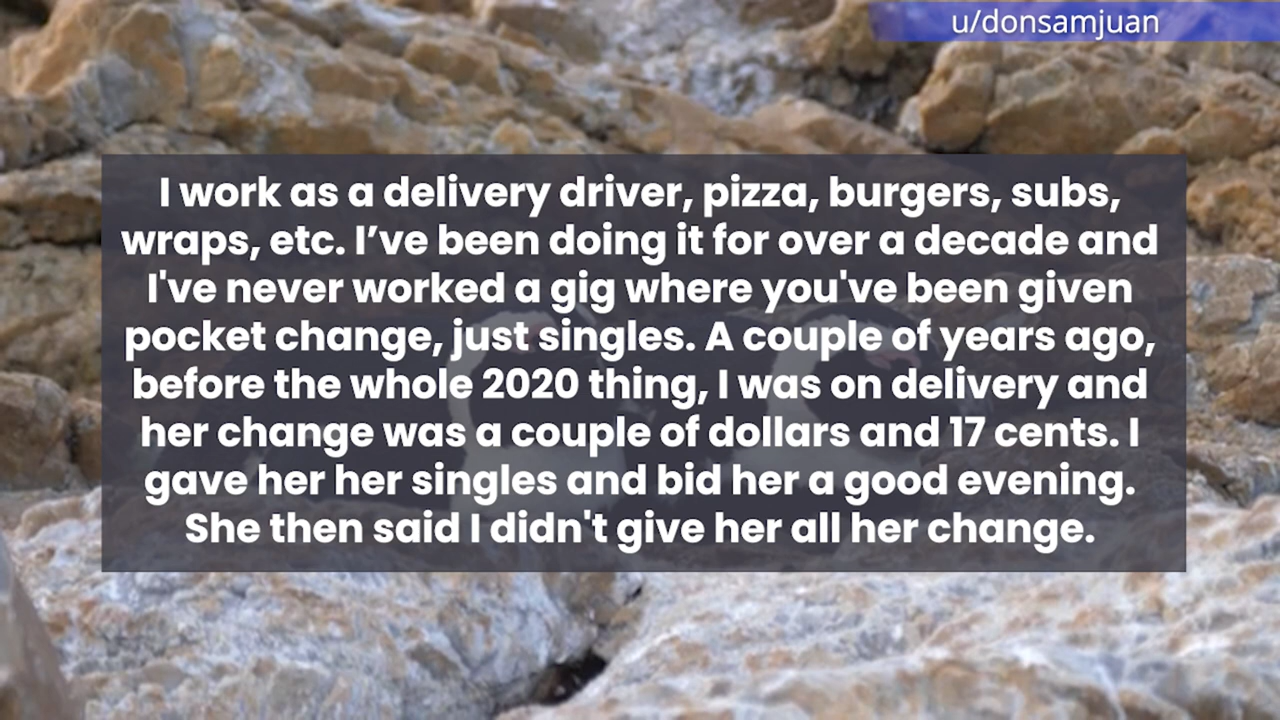 u/donsamjuan
I work as a delivery driver, pizza, burgers, subs,
wraps, etc. I’ve been doing it for over a decade and
I've never worked a gig where you've been given
pocket change, just singles. A couple of years ago,
before the whole 2020 thing, I was on delivery and
her change was a couple of dollars and 17 cents. I
gave her her singles and bid her a good evening.
She then said I didn't give her all her change.